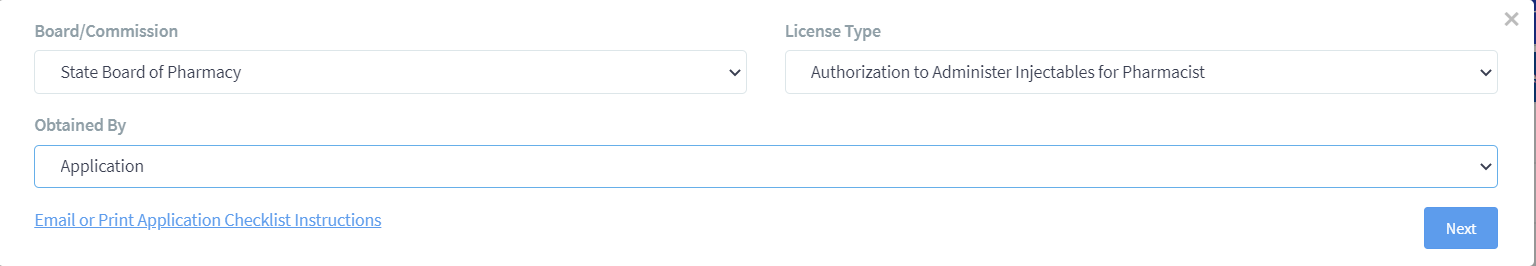 Board/Commission
License Type
State Board of Pharmacy
Authorization to Administer Injectables for Pharmacist
Obtained By
Application
Email or Print Application Checklist Instructions
Next